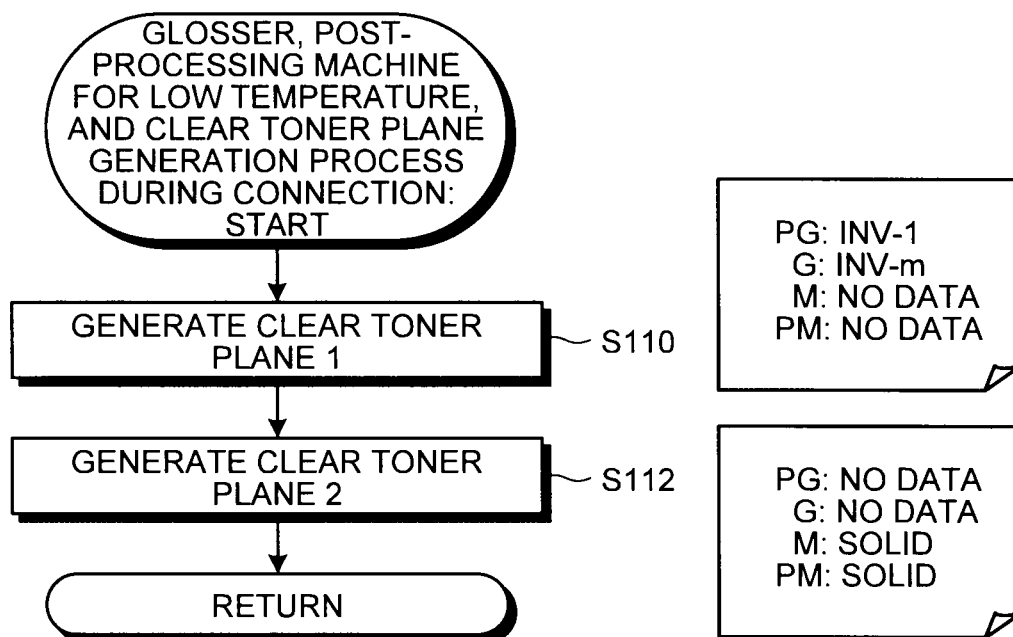 GLOSSER, POST-
PROCESSING MACHINE
FOR LOW TEMPERATURE,
AND CLEAR TONER PLANE
GENERATION PROCESS
DURING CONNECTION:
START
GENERATE CLEAR TONER
PLANE 1
S110
PG: INV-1
G: INV-m
M: NO DATA
PM: NO DATA
GENERATE CLEAR TONER
PLANE 2
S112
PG: NO DATA
G: NO DATA
M: SOLID
PM: SOLID
RETURN